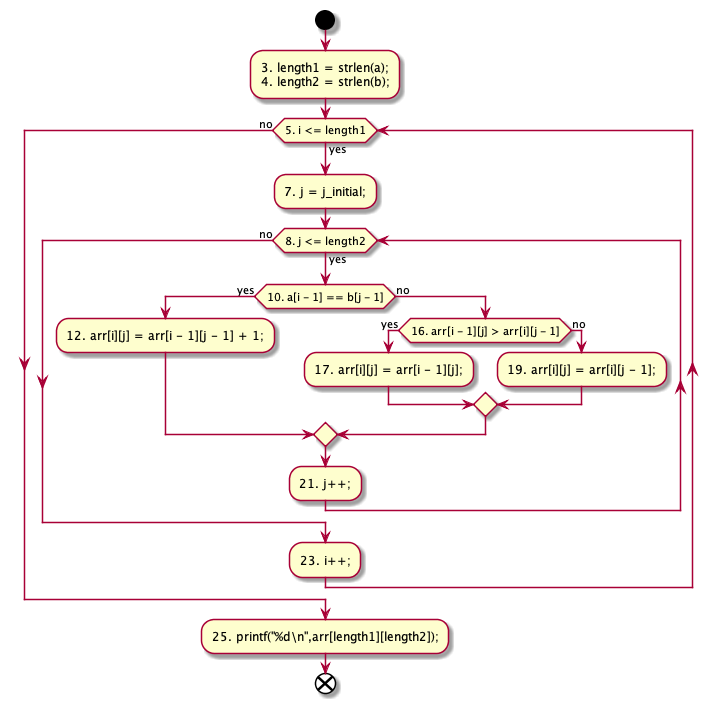 3. length1 = strlen(a);
4. length2 = strlen(b);
no
5. i <= length1
yes
7. j = j_initial;
no
8. j <= length2
yes
yes
10. a[i - 1] == b[j - 1]
no
12. arr[i][j] = arr[i - 1][j - 1] + 1;
yes
16. arr[i - 1][j] > arr[i][j - 1]
no
17. arr[i][j] = arr[i - 1][j];
19. arr[i][j] = arr[i][j - 1];
21. j++;
23. i++;
25. printf("%d\n",arr[length1][length2]);